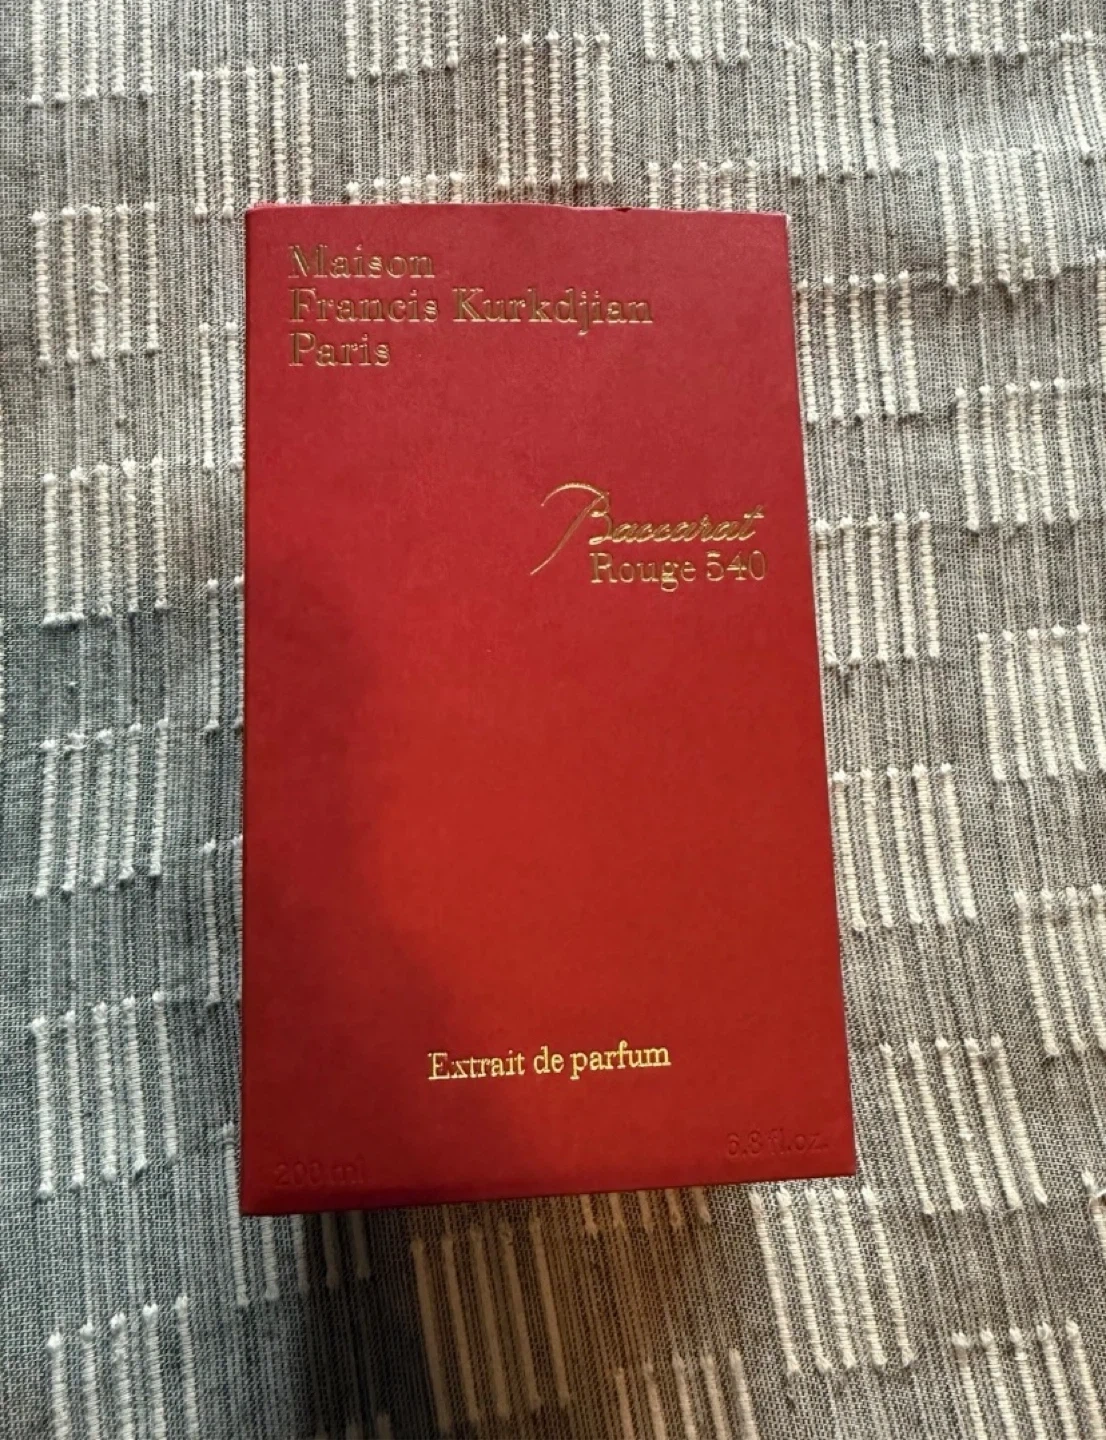 Maison
Francis Kurkdjian
Paris
Baccarat
Rouge 540
Extrait de parfum
200 ml
6.8 fl.oz.